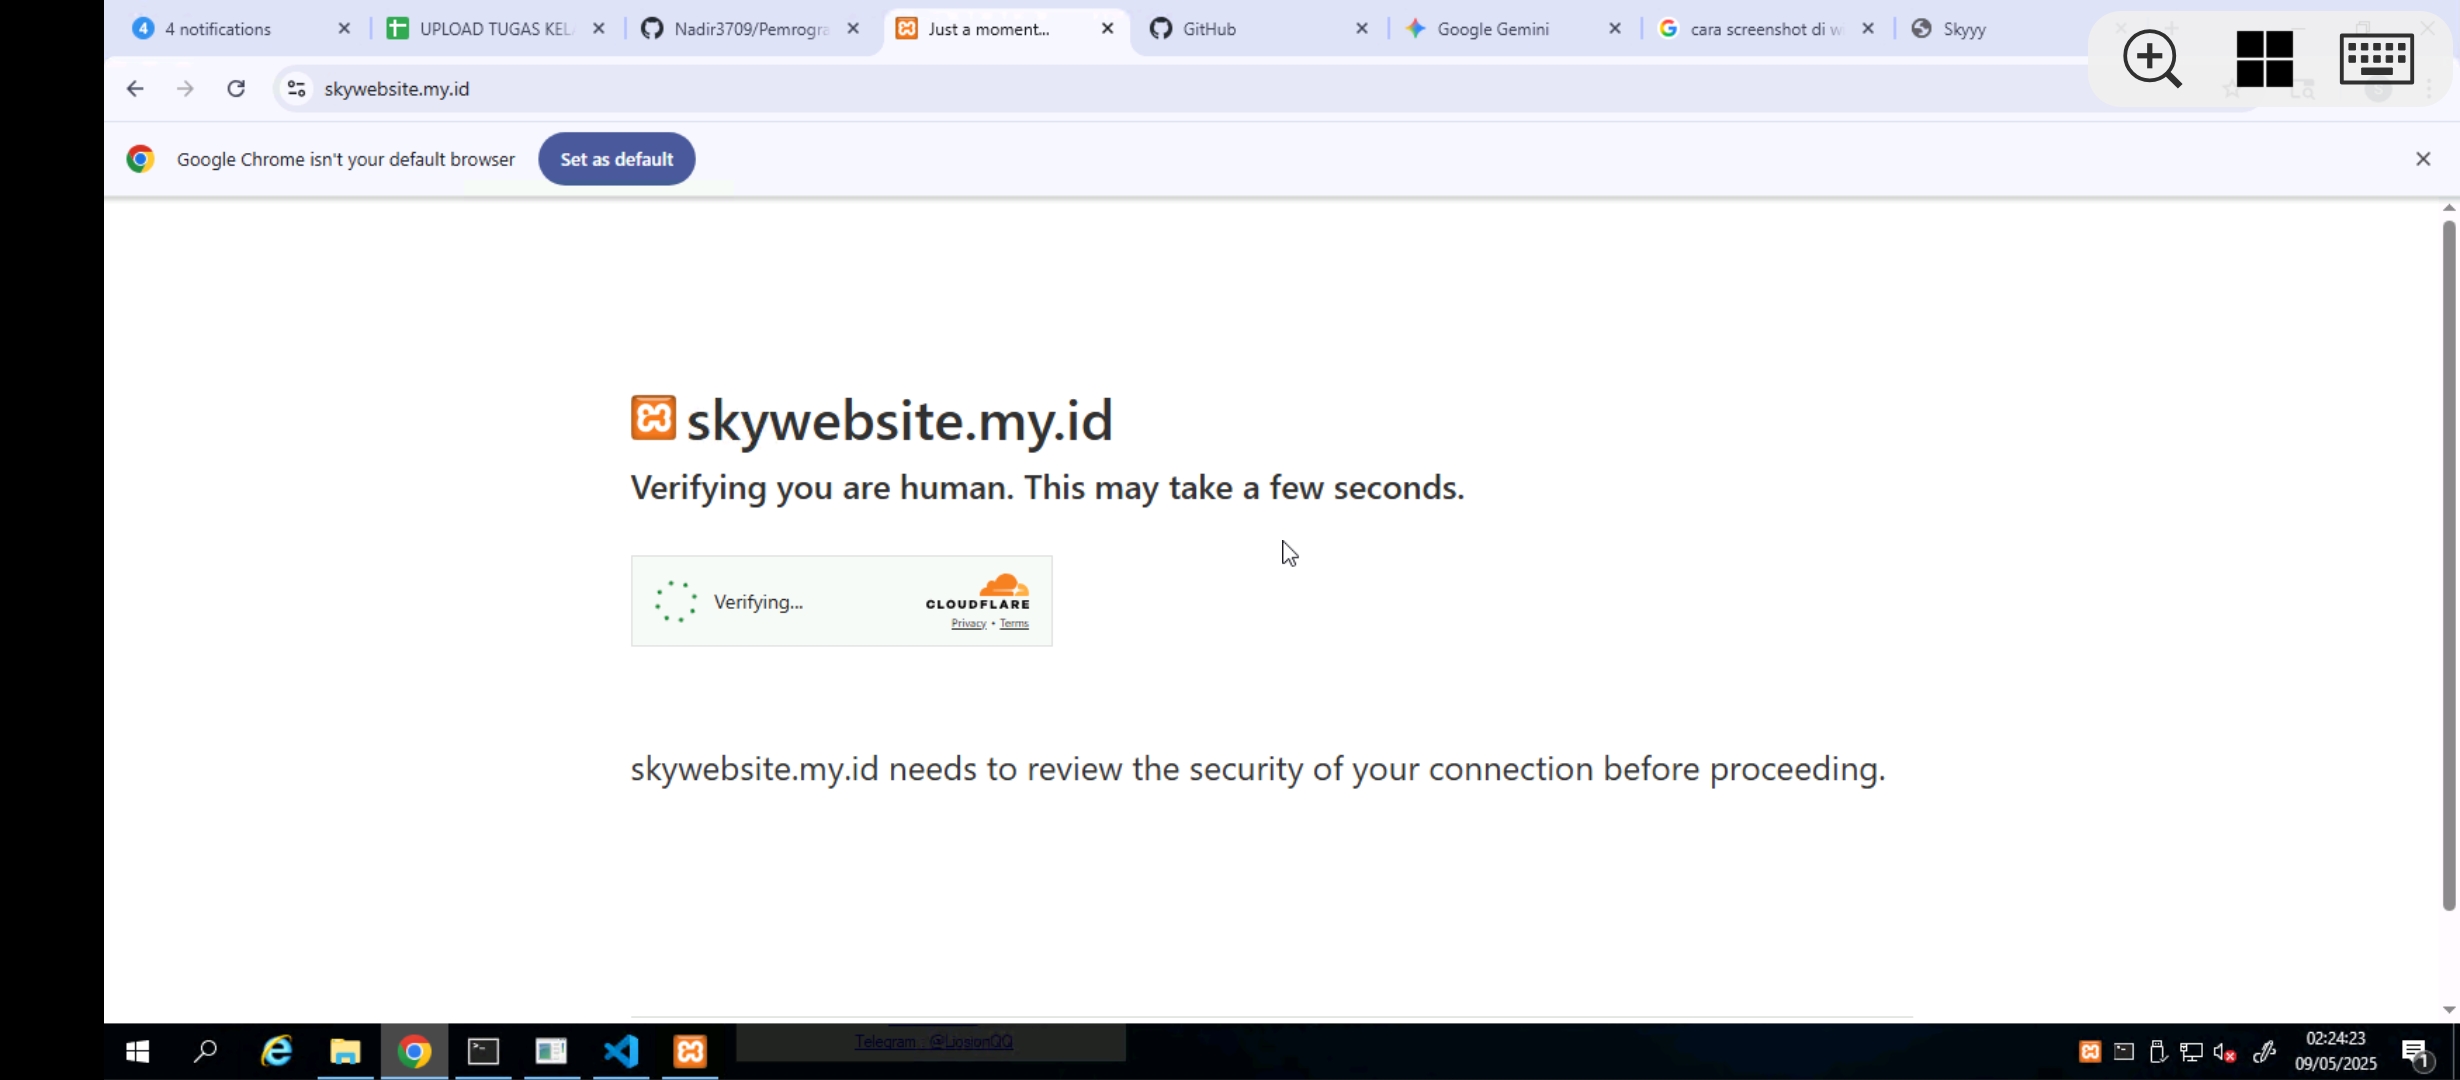 4 notifications
UPLOAD TUGAS KEL
Nadir3709/Pemrogra
Just a moment...
GitHub
Google Gemini
cara screenshot di wi
Skyyy
skywebsite.my.id
Google Chrome isn't your default browser
Set as default
skywebsite.my.id
Verifying you are human. This may take a few seconds.
Verifying...
CLOUDFLARE
Privacy • Terms
skywebsite.my.id needs to review the security of your connection before proceeding.
Telegram
02:24:23
09/05/2025
1